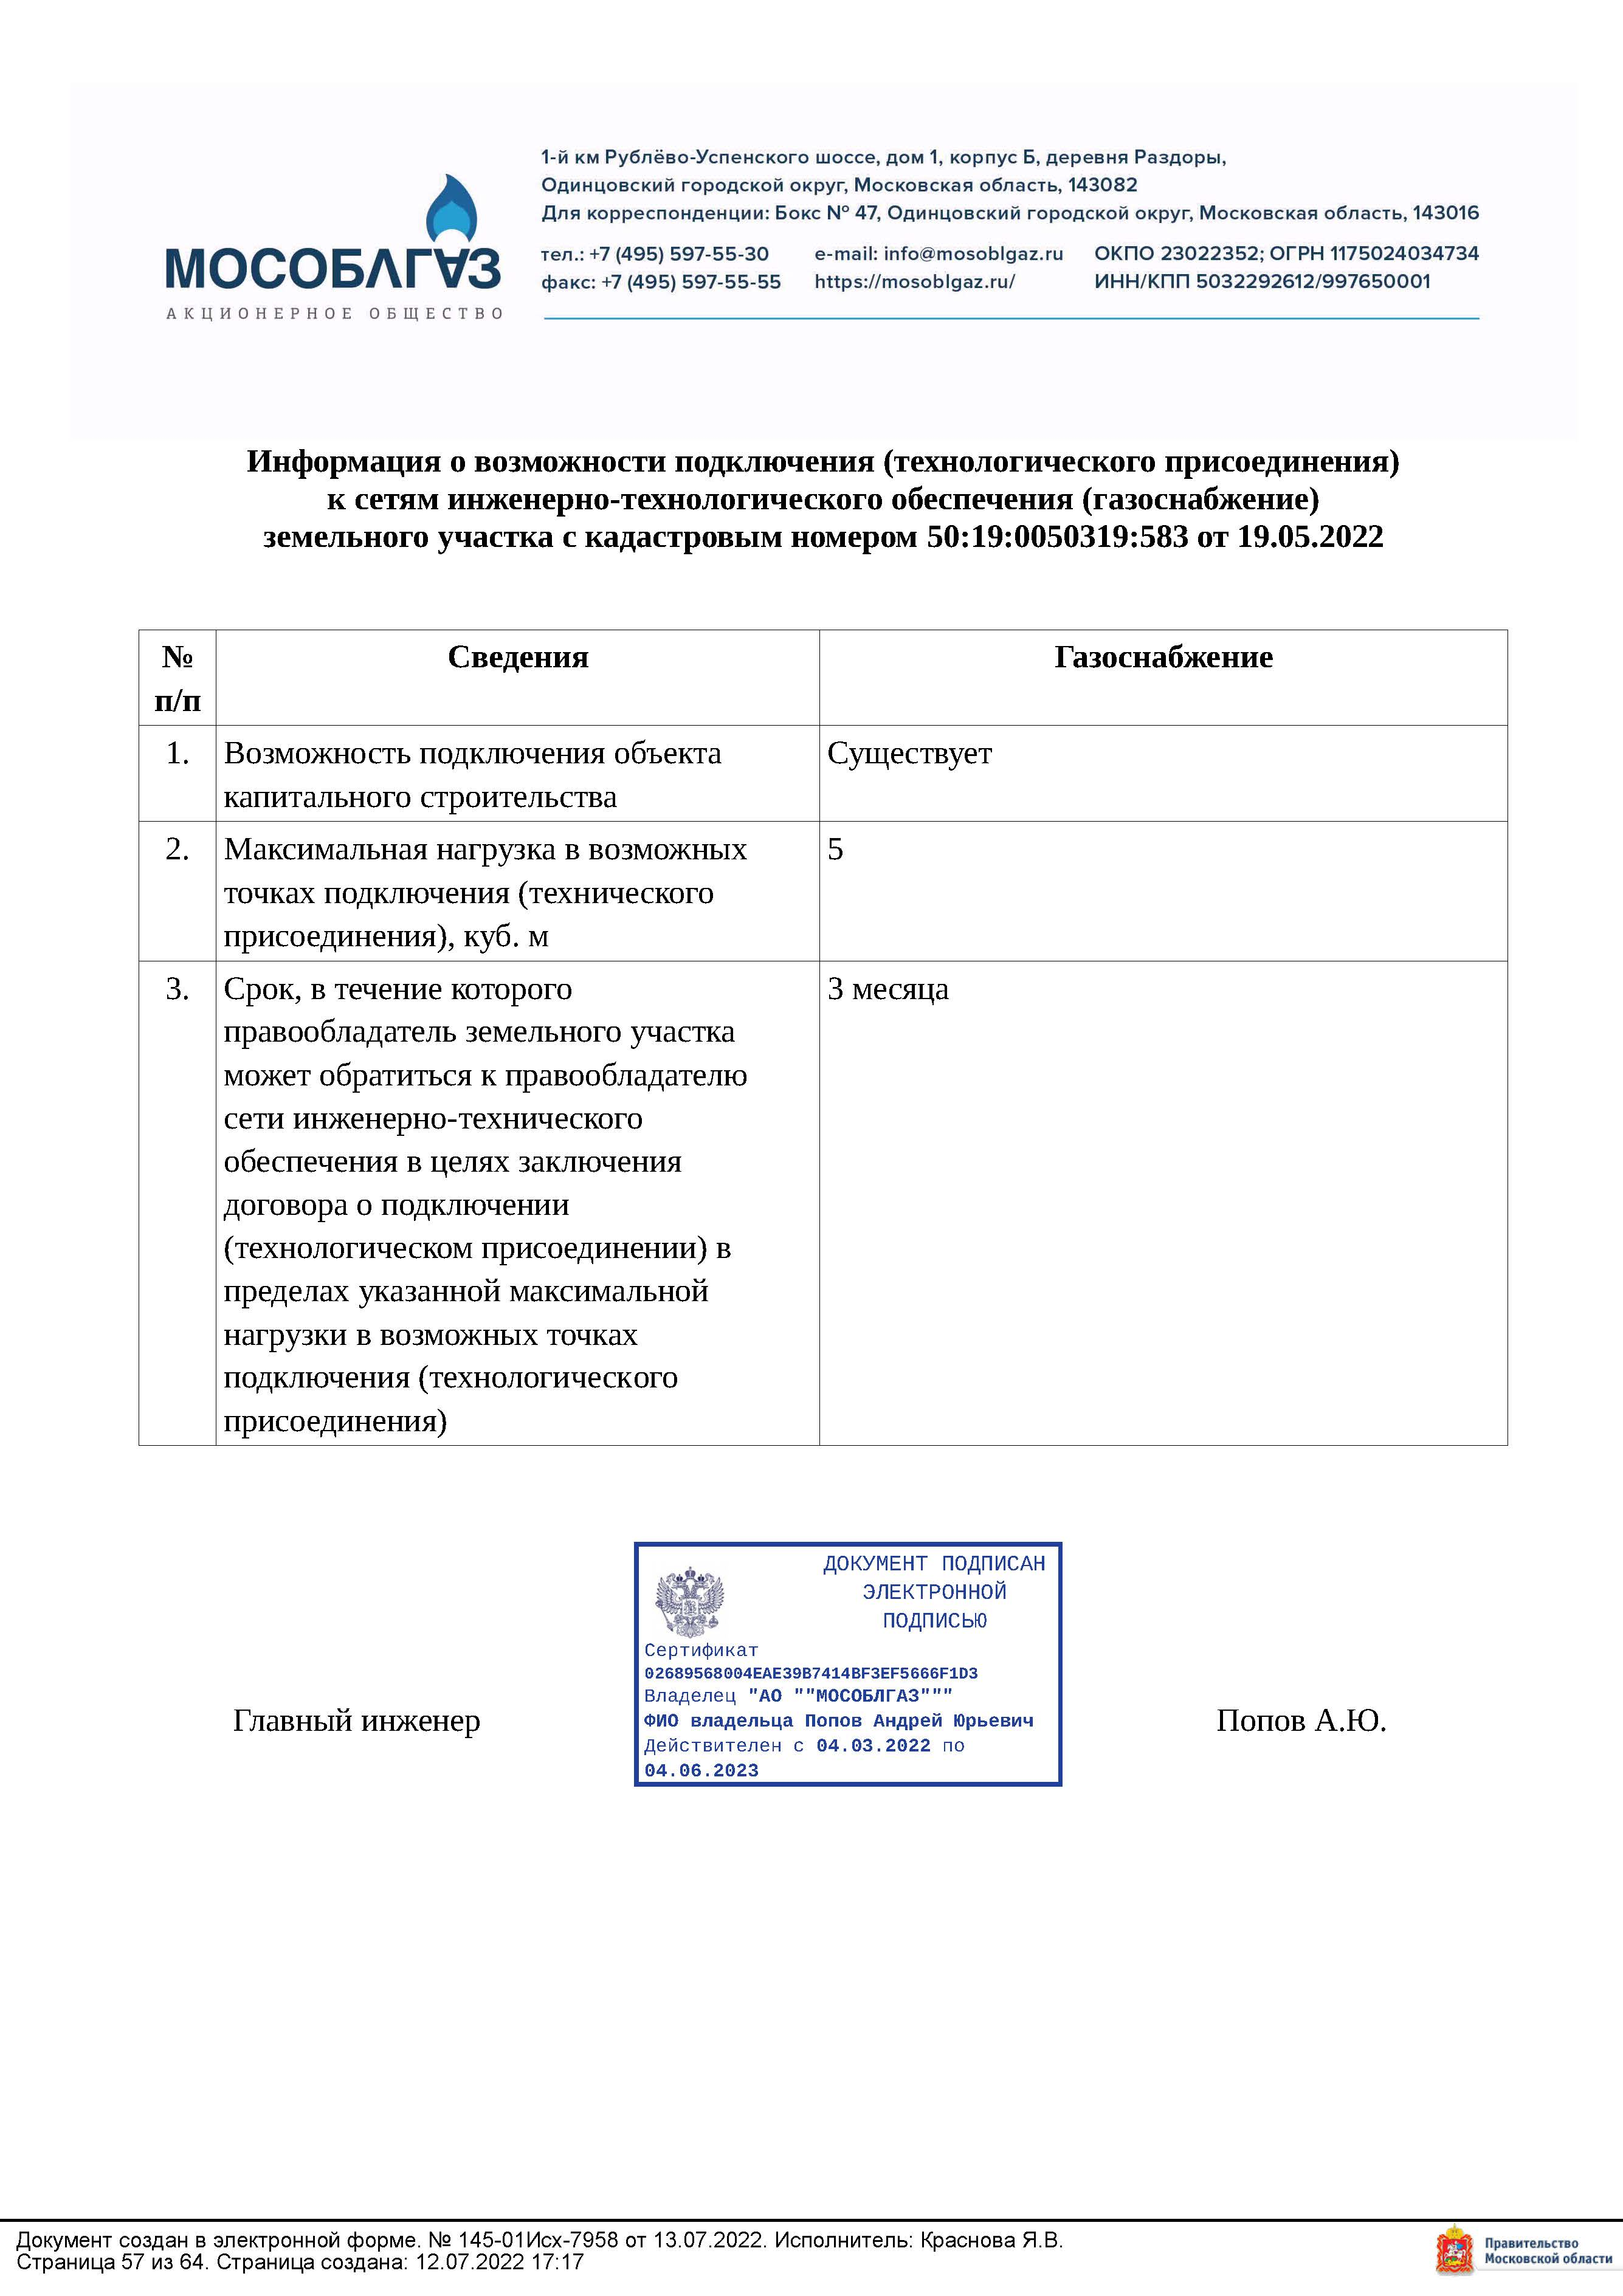 1-й км Рублёво-Успенского шоссе, дом 1, корпус Б, деревня Раздоры,
Одинцовский городской округ, Московская область, 143082
Для корреспонденции: Бокс № 47, Одинцовский городской округ, Московская область, 143016
тел.: +7 (495) 597-55-30 e-mail: info@mosoblgaz.ru ОКПО 23022352; ОГРН 1175024034734
факс: +7 (495) 597-55-55 https://mosoblgaz.ru/ ИНН/КПП 5032292612/997650001
МОСОБЛГАЗ
АКЦИОНЕРНОЕ ОБЩЕСТВО
Информация о возможности подключения (технологического присоединения)
к сетям инженерно-технологического обеспечения (газоснабжение)
земельного участка с кадастровым номером 50:19:0050319:583 от 19.05.2022
№ Сведения Газоснабжение
п/п
1. Возможность подключения объекта Существует
капитального строительства
2. Максимальная нагрузка в возможных 5
точках подключения (технического
присоединения), куб. м
3. Срок, в течение которого 3 месяца
правообладатель земельного участка
может обратиться к правообладателю
сети инженерно-технического
обеспечения в целях заключения
договора о подключении
(технологическом присоединении) в
пределах указанной максимальной
нагрузки в возможных точках
подключения (технологического
присоединения)
ДОКУМЕНТ ПОДПИСАН
ЭЛЕКТРОННОЙ
ПОДПИСЬЮ
Сертификат
02689568004EAE39B7414BF3EF5666F1D3
Владелец "АО ""МОСОБЛГАЗ"""
ФИО владельца Попов Андрей Юрьевич
Действителен с 04.03.2022 по
04.06.2023
Главный инженер Попов А.Ю.
Документ создан в электронной форме. № 145-01Исх-7958 от 13.07.2022. Исполнитель: Краснова Я.В.
Страница 57 из 64. Страница создана: 12.07.2022 17:17
Правительство
Московской области